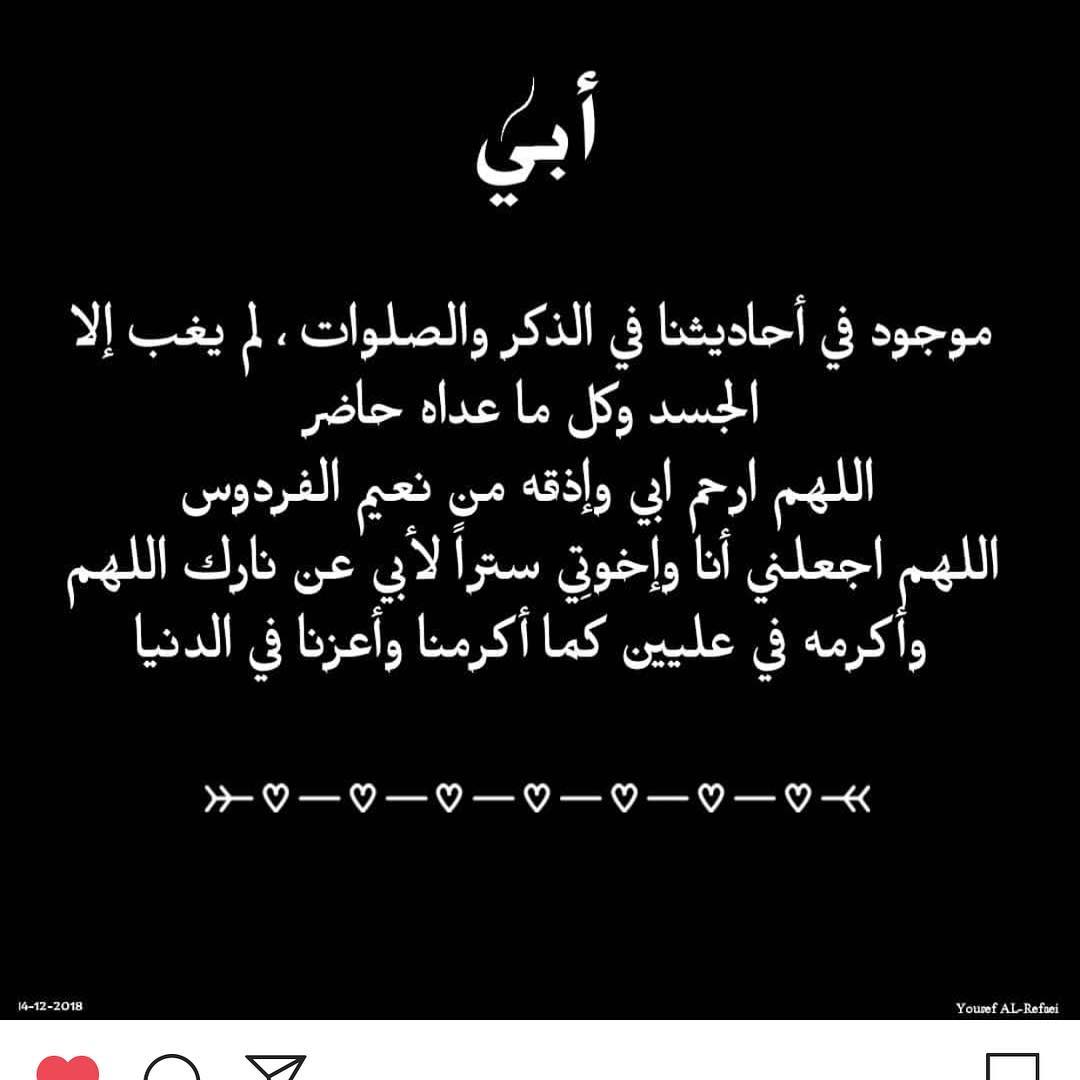 أبي
موجود في أحاديثنا في الذكر والصلوات ، لم يغب إلا
الجسد وكل ما عداه حاضر
اللهم ارحم ابي وإذقه من نعيم الفردوس
اللهم اجعلني أنا وإخوتِي ستراً لأبي عن نارك اللهم
وأكرمه في عليين كما أكرمنا وأعزنا في الدنيا
14-12-2018
Yousef AL-Refaei